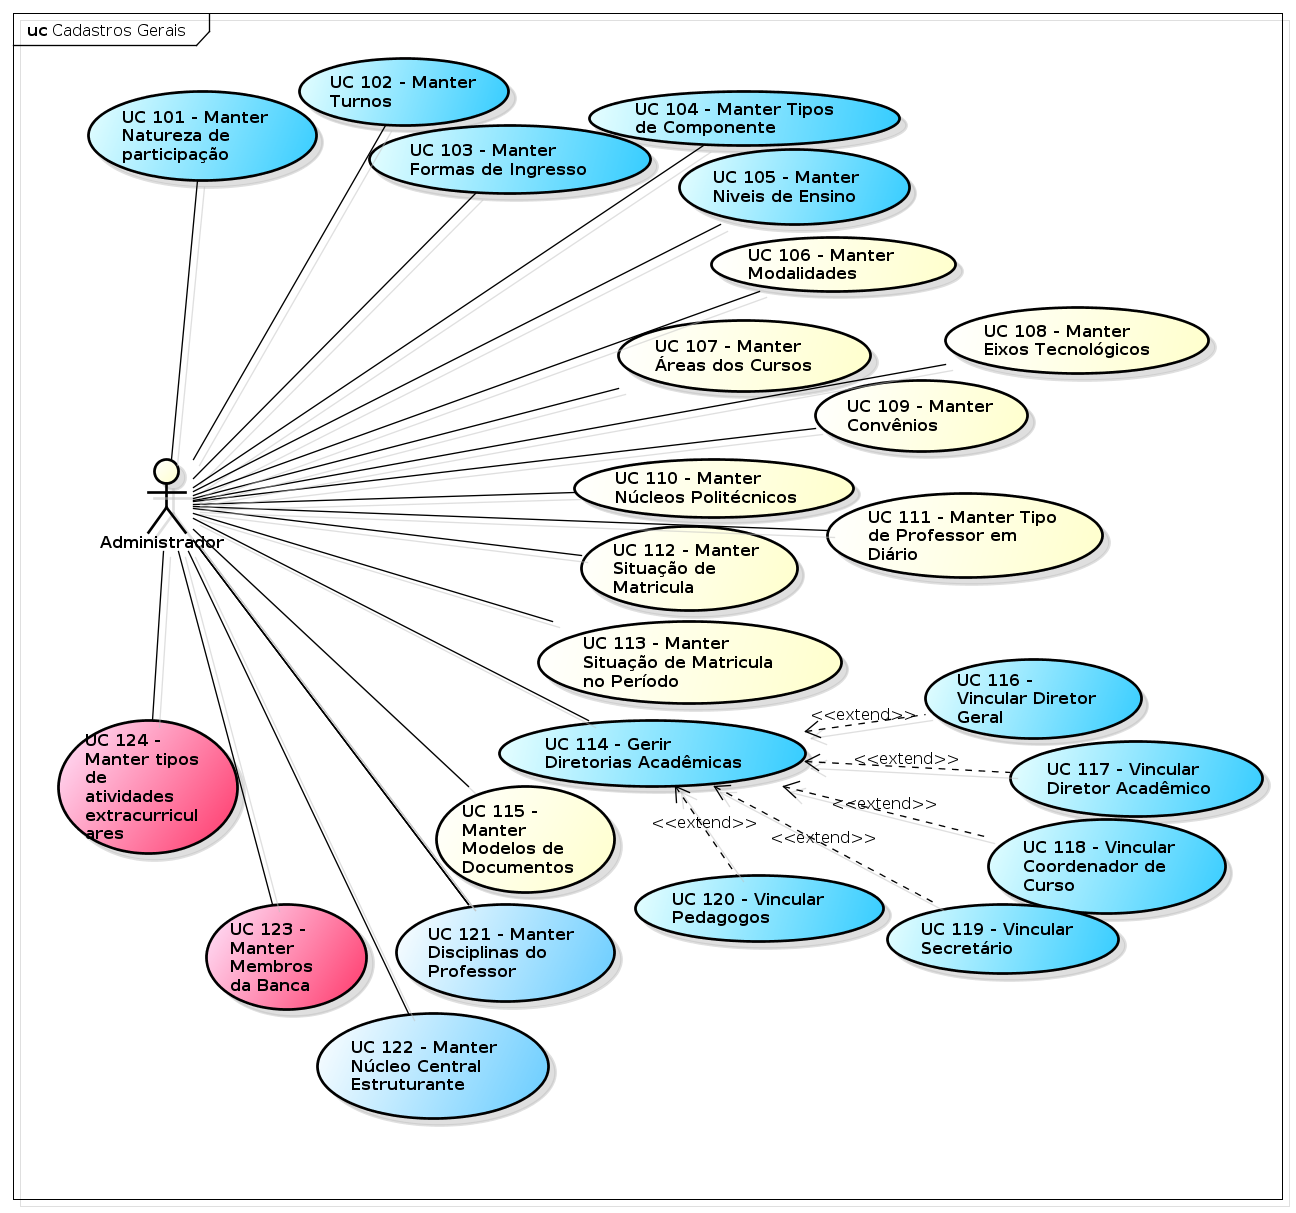 uc Cadastros Gerais
UC 101 - Manter
Natureza de
participação
UC 102 - Manter
Turnos
UC 103 - Manter
Formas de Ingresso
UC 104 - Manter Tipos
de Componente
UC 105 - Manter
Niveis de Ensino
UC 106 - Manter
Modalidades
UC 107 - Manter
Áreas dos Cursos
UC 108 - Manter
Eixos Tecnológicos
UC 109 - Manter
Convênios
UC 110 - Manter
Núcleos Politécnicos
UC 111 - Manter Tipo
de Professor em
Diário
Administrador
UC 112 - Manter
Situação de
Matricula
UC 113 - Manter
Situação de Matricula
no Período
UC 114 - Gerir
Diretorias Acadêmicas
UC 115 -
Manter
Modelos de
Documentos
<<extend>>
UC 116 -
Vincular Diretor
Geral
<<extend>>
UC 117 - Vincular
Diretor Acadêmico
<<extend>>
UC 118 - Vincular
Coordenador de
Curso
<<extend>>
UC 119 - Vincular
Secretário
<<extend>>
UC 120 - Vincular
Pedagogos
UC 121 - Manter
Disciplinas do
Professor
UC 122 - Manter
Núcleo Central
Estruturante
UC 123 -
Manter
Membros
da Banca
UC 124 -
Manter tipos
de
atividades
extracurricul
ares